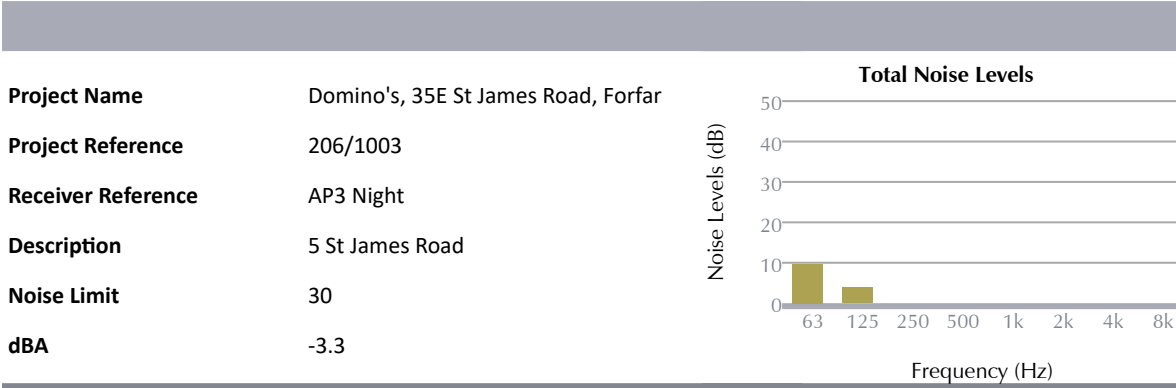 Project Name Domino's, 35E St James Road, Forfar
Project Reference 206/1003
Receiver Reference AP3 Night
Description 5 St James Road
Noise Limit 30
dBA -3.3
Total Noise Levels
Noise Levels (dB)
50
40
30
20
10
0
63 125 250 500 1k 2k 4k 8k
Frequency (Hz)